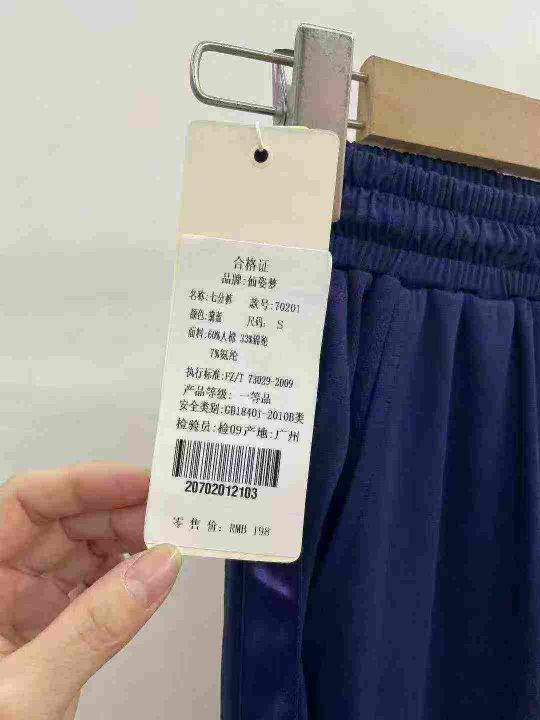 合格证
品牌:仙姿梦
名称:七分裤 款号:70201
颜色:藏蓝 尺码: S
面料:60%人棉 33%锦纶
7%氨纶
执行标准:FZ/T 73029-2009
产品等级: 一等品
安全类别:GB18401-2010B类
检验员:检09产地:广州
20702012103
零售价: RMB 198